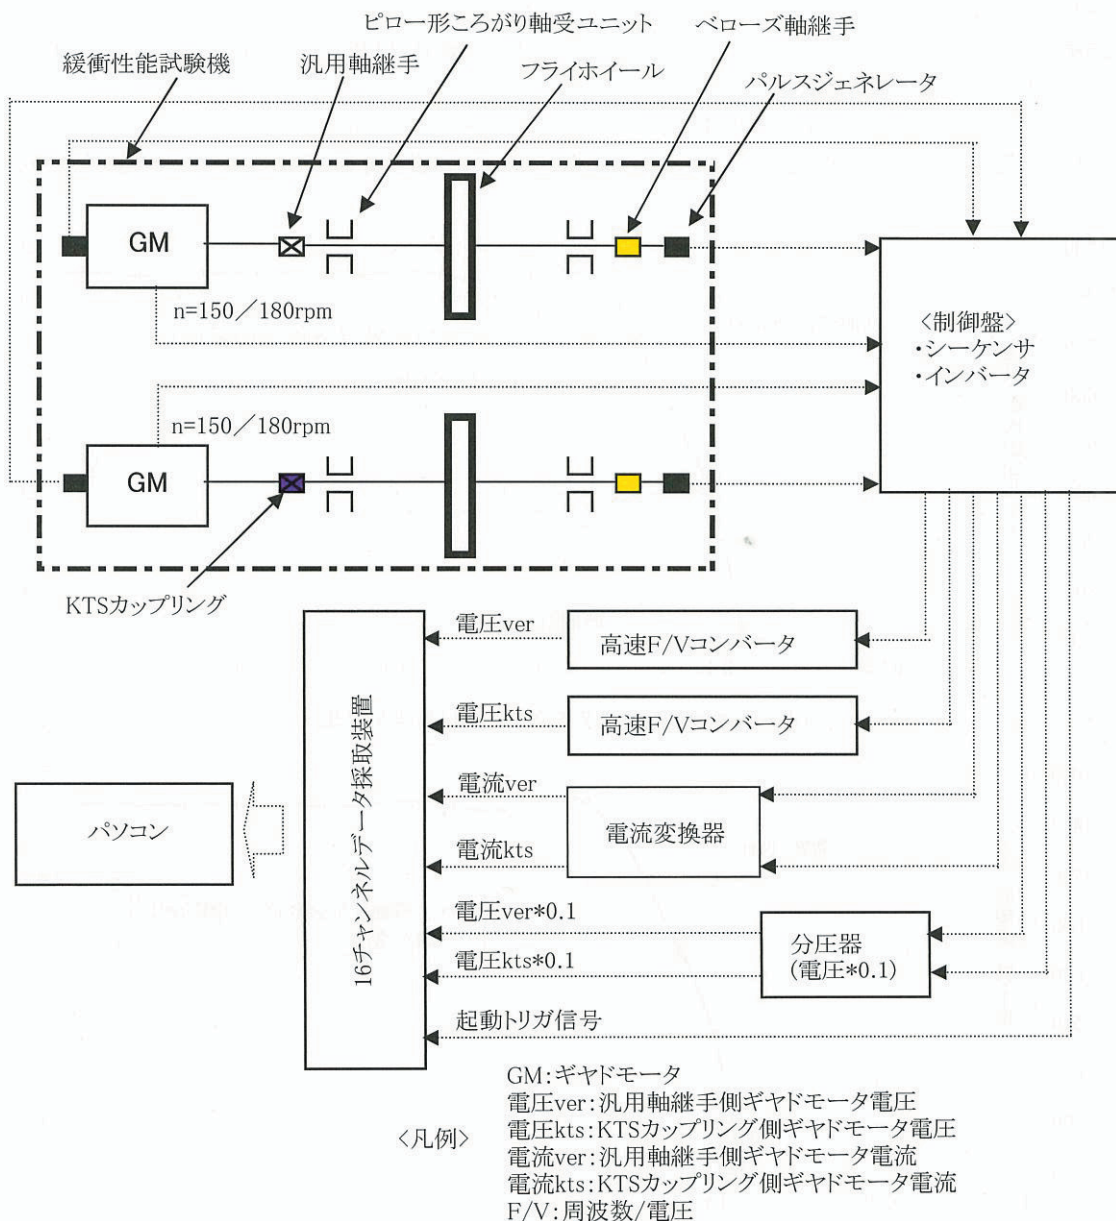 ピロー形ころがり軸受ユニット
ベローズ軸継手
緩衝性能試験機
汎用軸継手
フライホイール
パルスジェネレータ
GM
n=150／180rpm
〈制御盤〉
・シーケンサ
・インバータ
n=150／180rpm
GM
KTSカップリング
電圧ver
高速F/Vコンバータ
電圧kts
高速F/Vコンバータ
16チャンネルデータ採取装置
電流ver
電流変換器
パソコン
電流kts
電圧ver*0.1
分圧器
(電圧*0.1)
電圧kts*0.1
起動トリガ信号
〈凡例〉
GM:ギヤドモータ
電圧ver:汎用軸継手側ギヤドモータ電圧
電圧kts:KTSカップリング側ギヤドモータ電圧
電流ver:汎用軸継手側ギヤドモータ電流
電流kts:KTSカップリング側ギヤドモータ電流
F/V:周波数/電圧